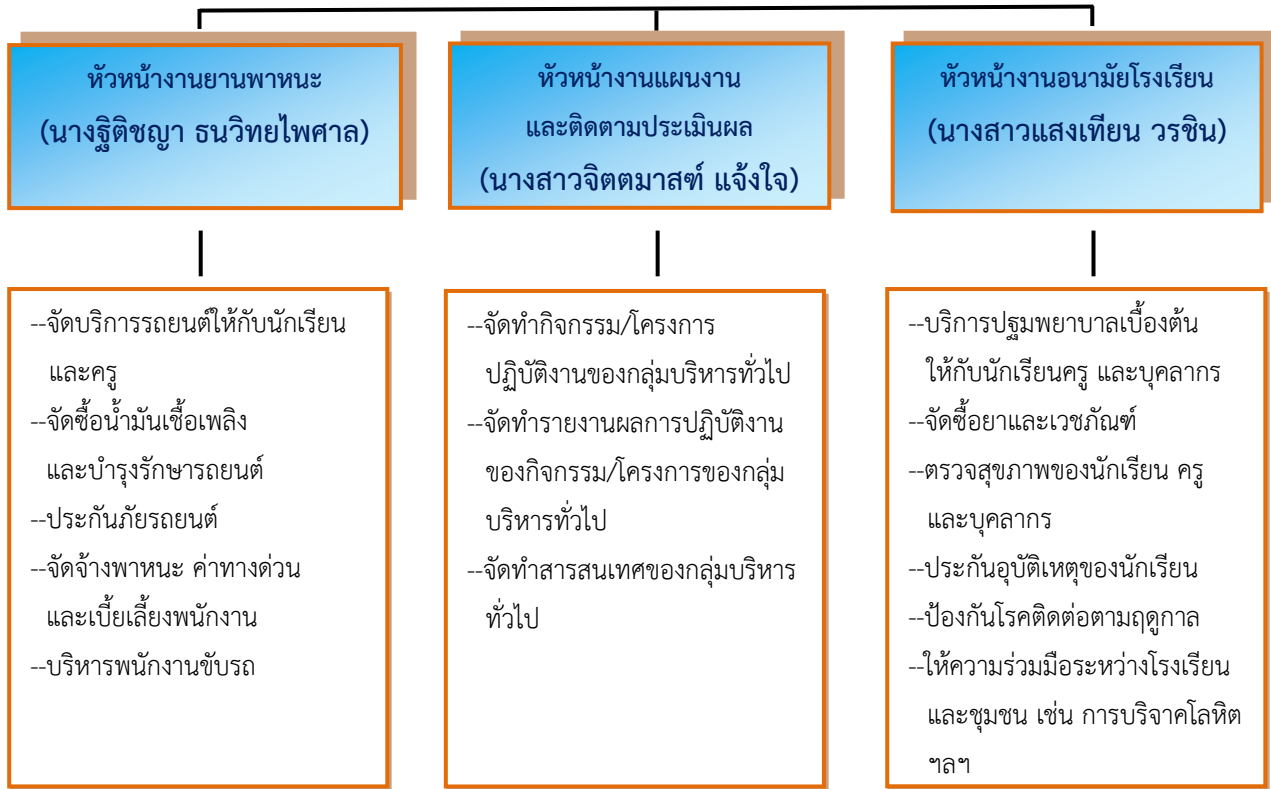 หัวหน้างานยานพาหนะ
(นางฐิติชญา ธนวิทยไพศาล)
--จัดบริการรถยนต์ให้กับนักเรียน
และครู
--จัดซื้อน้ำมันเชื้อเพลิง
และบำรุงรักษารถยนต์
--ประกันภัยรถยนต์
--จัดจ้างพาหนะ ค่าทางด่วน
และเบี้ยเลี้ยงพนักงาน
--บริหารพนักงานขับรถ
หัวหน้างานแผนงาน
และติดตามประเมินผล
(นางสาวจิตตมาสฑ์ แจ้งใจ)
--จัดทำกิจกรรม/โครงการ
ปฏิบัติงานของกลุ่มบริหารทั่วไป
--จัดทำรายงานผลการปฏิบัติงาน
ของกิจกรรม/โครงการของกลุ่ม
บริหารทั่วไป
--จัดทำสารสนเทศของกลุ่มบริหาร
ทั่วไป
หัวหน้างานอนามัยโรงเรียน
(นางสาวแสงเทียน วรชิน)
--บริการปฐมพยาบาลเบื้องต้น
ให้กับนักเรียนครู และบุคลากร
--จัดซื้อยาและเวชภัณฑ์
--ตรวจสุขภาพของนักเรียน ครู
และบุคลากร
--ประกันอุบัติเหตุของนักเรียน
--ป้องกันโรคติดต่อตามฤดูกาล
--ให้ความร่วมมือระหว่างโรงเรียน
และชุมชน เช่น การบริจาคโลหิต
ฯลฯ